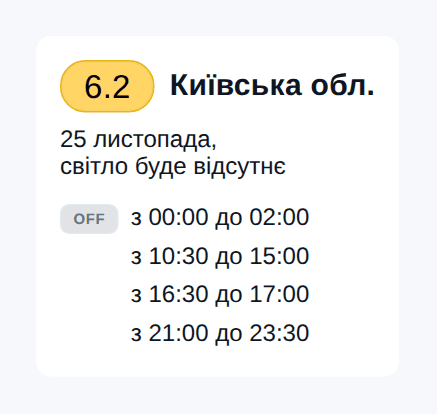 6.2 Київська обл.
25 листопада,
світло буде відсутнє
OFF з 00:00 до 02:00
з 10:30 до 15:00
з 16:30 до 17:00
з 21:00 до 23:30